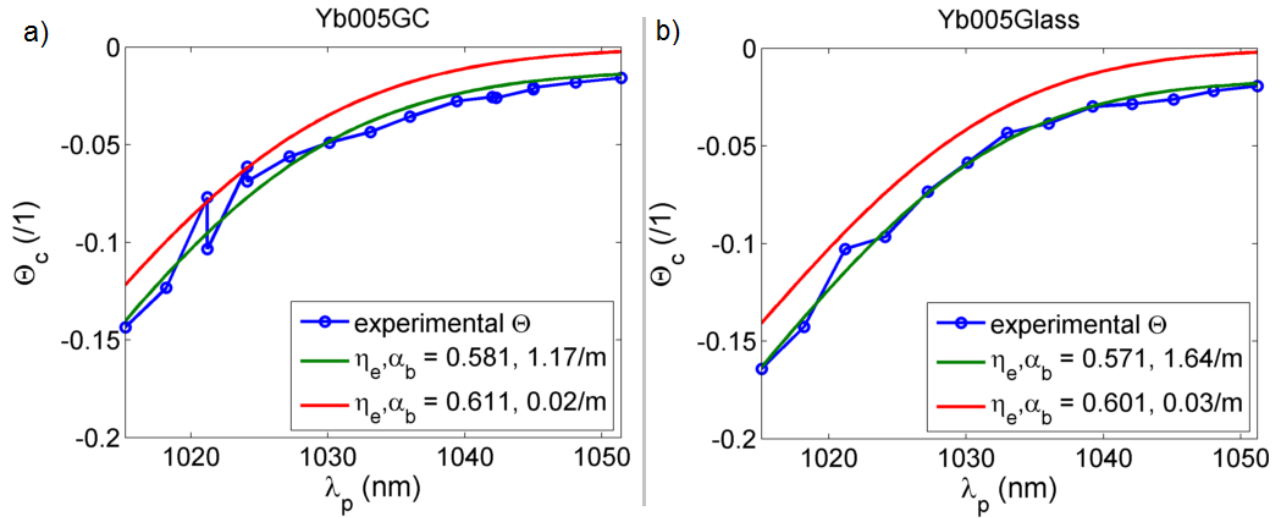 a)
Yb005GC
0
-0.05
-0.1
-0.15
-0.2
Θc (/1)
1020
1030
1040
1050
λp (nm)
experimental Θ
ηe,αb = 0.581, 1.17/m
ηe,αb = 0.611, 0.02/m
b)
Yb005Glass
0
-0.05
-0.1
-0.15
-0.2
Θc (/1)
1020
1030
1040
1050
λp (nm)
experimental Θ
ηe,αb = 0.571, 1.64/m
ηe,αb = 0.601, 0.03/m